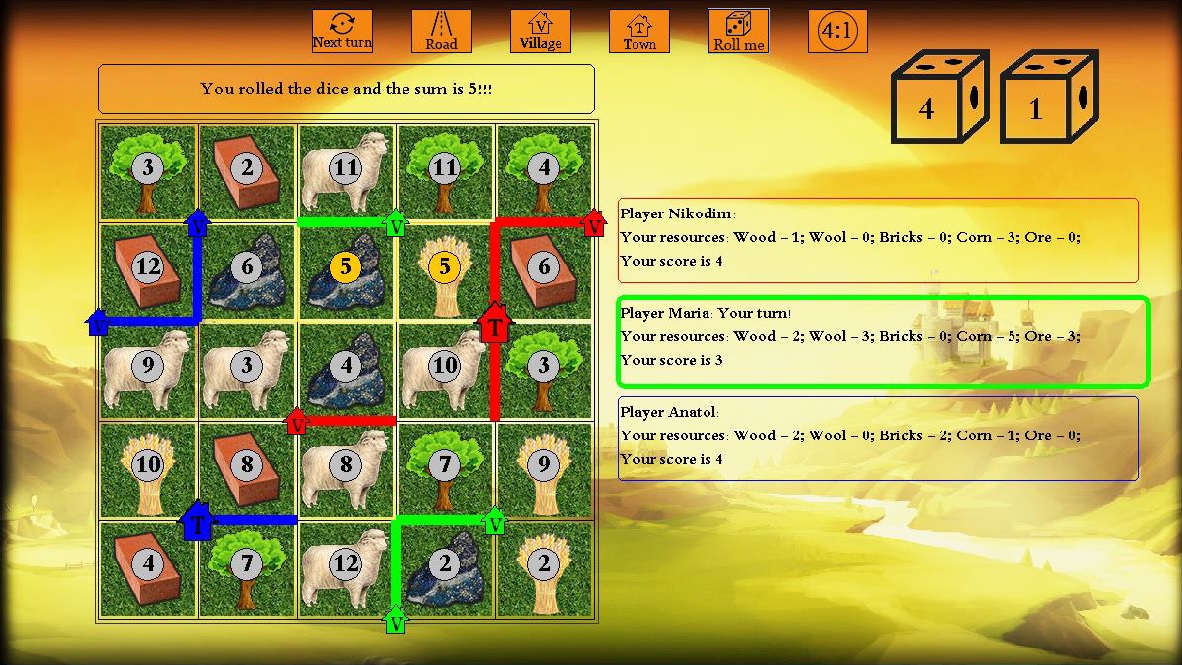 Next turn Road Village Town Roll me 4:1
V T
You rolled the dice and the sum is 5!!!
4 1
3 2 11 11 4
V V V
12 6 5 5 6
V T
9 3 4 10 3
V
10 8 8 7 9
T V
4 7 12 2 2
V
Player Nikodim:
Your resources: Wood – 1; Wool – 0; Bricks – 0; Corn – 3; Ore – 0;
Your score is 4
Player Maria: Your turn!
Your resources: Wood – 2; Wool – 3; Bricks – 0; Corn – 5; Ore – 3;
Your score is 3
Player Anatol:
Your resources: Wood – 2; Wool – 0; Bricks – 2; Corn – 1; Ore – 0;
Your score is 4